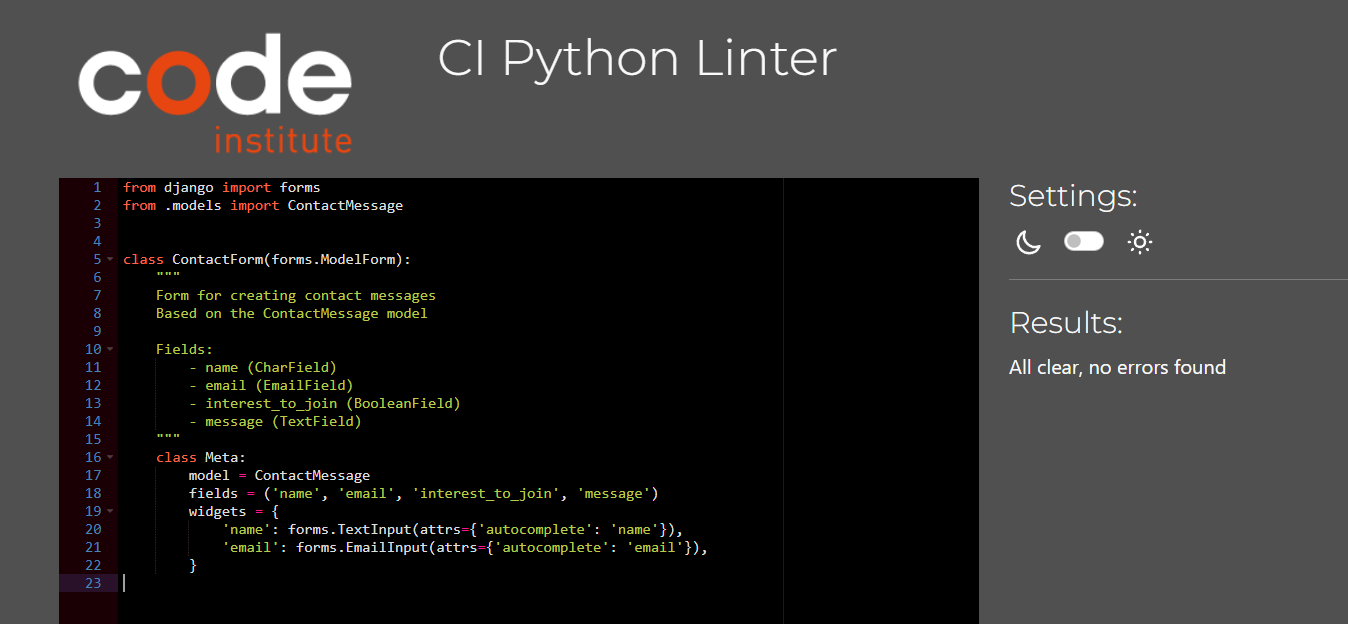 code
institute
CI Python Linter
1 from django import forms
2 from .models import ContactMessage
3
4
5 class ContactForm(forms.ModelForm):
6     """
7     Form for creating contact messages
8     Based on the ContactMessage model
9
10     Fields:
11         - name (CharField)
12         - email (EmailField)
13         - interest_to_join (BooleanField)
14         - message (TextField)
15     """
16     class Meta:
17         model = ContactMessage
18         fields = ('name', 'email', 'interest_to_join', 'message')
19         widgets = {
20             'name': forms.TextInput(attrs={'autocomplete': 'name'}),
21             'email': forms.EmailInput(attrs={'autocomplete': 'email'}),
22         }
23
Settings:
Results:
All clear, no errors found